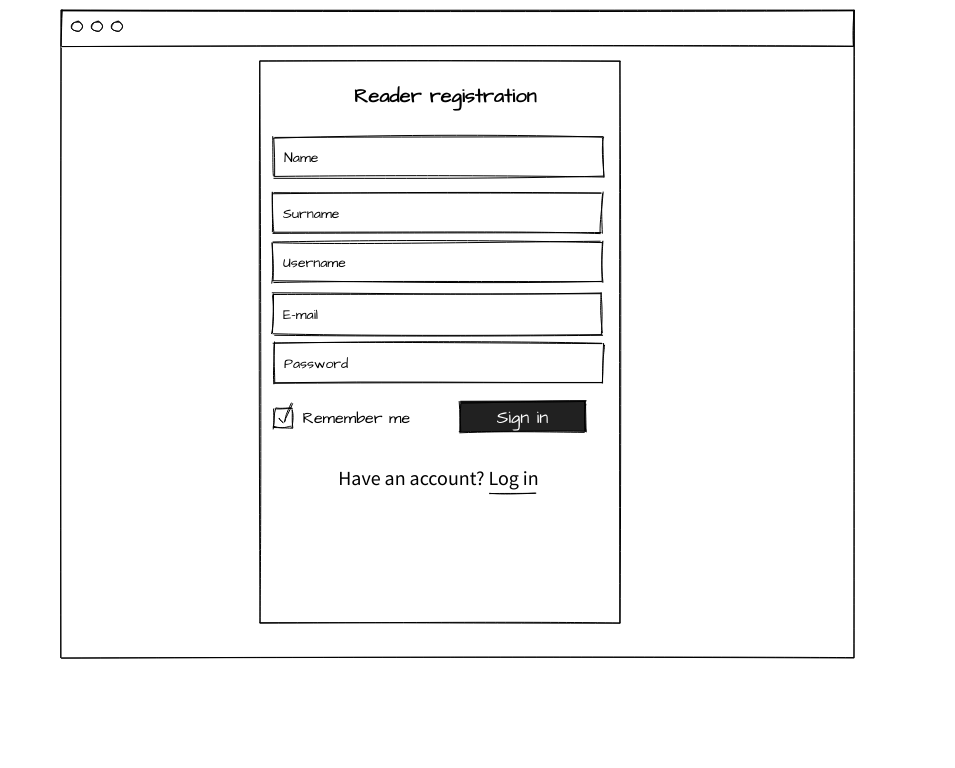 Reader registration
Name
Surname
Username
E-mail
Password
Remember me
Sign in
Have an account? Log in